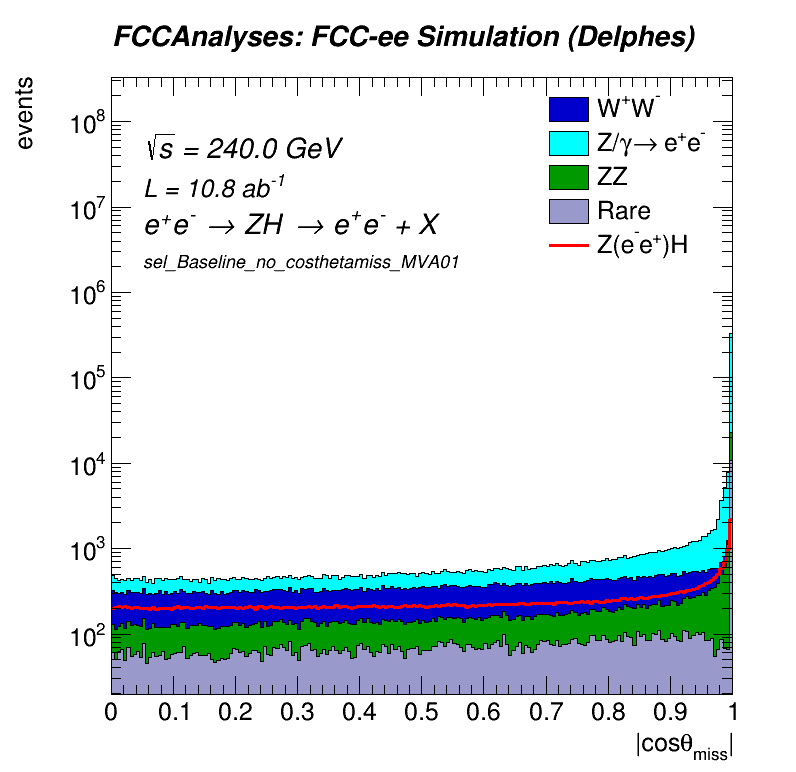 FCCAnalyses: FCC-ee Simulation (Delphes)
events
10⁸
10⁷
10⁶
10⁵
10⁴
10³
10²
√s = 240.0 GeV
L = 10.8 ab⁻¹
e⁺e⁻ → ZH → e⁺e⁻ + X
sel_Baseline_no_costhetamiss_MVA01
W⁺W⁻
Z/γ→ e⁺e⁻
ZZ
Rare
Z(e⁻e⁺)H
0 0.1 0.2 0.3 0.4 0.5 0.6 0.7 0.8 0.9 1
|cosθ_miss|